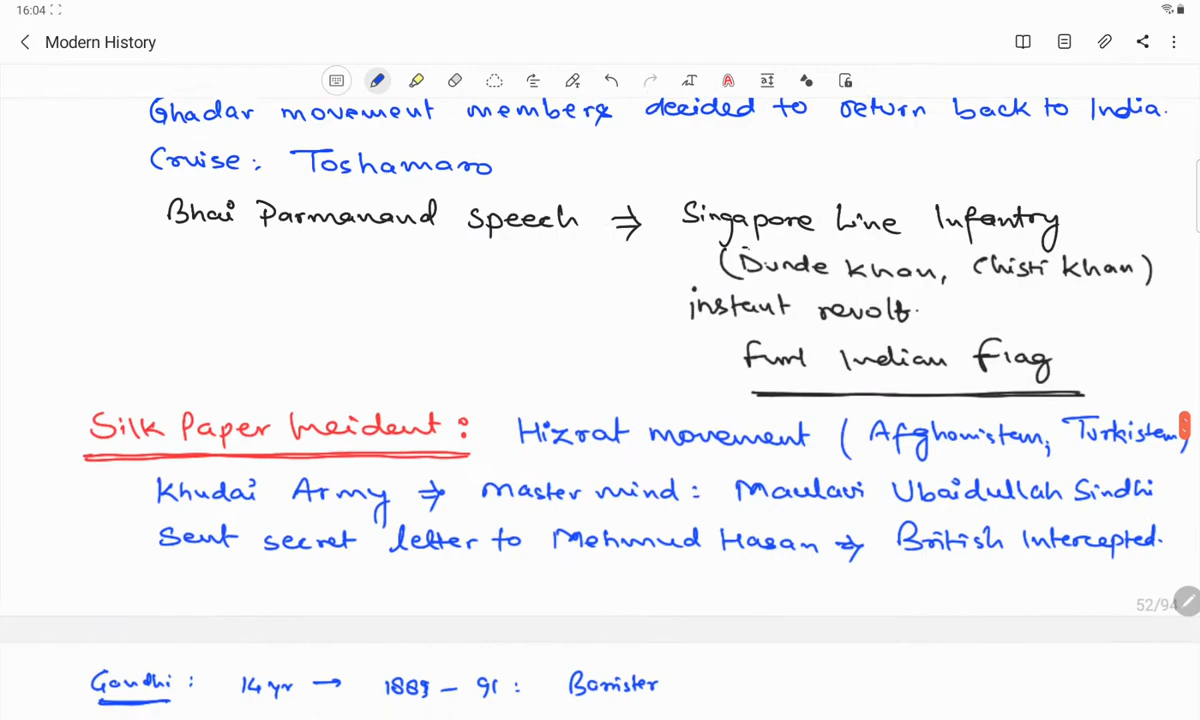 16:04
Modern History
Ghadar movement members decided to return back to India.
Cruise: Toshamaro
Bhai Parmanand speech ⇒ Singapore Line Infantry
(Dunde Khan, Chisti Khan)
instant revolt.
Indian Flag
Silk Paper Incident: Hizrat movement (Afghanistan, Turkistan)
Khudai Army ⇒ Master mind: Maulavi Ubaidullah Sindhi
Sent secret letter to Mehmud Hasan ⇒ British Intercepted.
52/94
Gandhi: 14 yr → - 91: Barrister